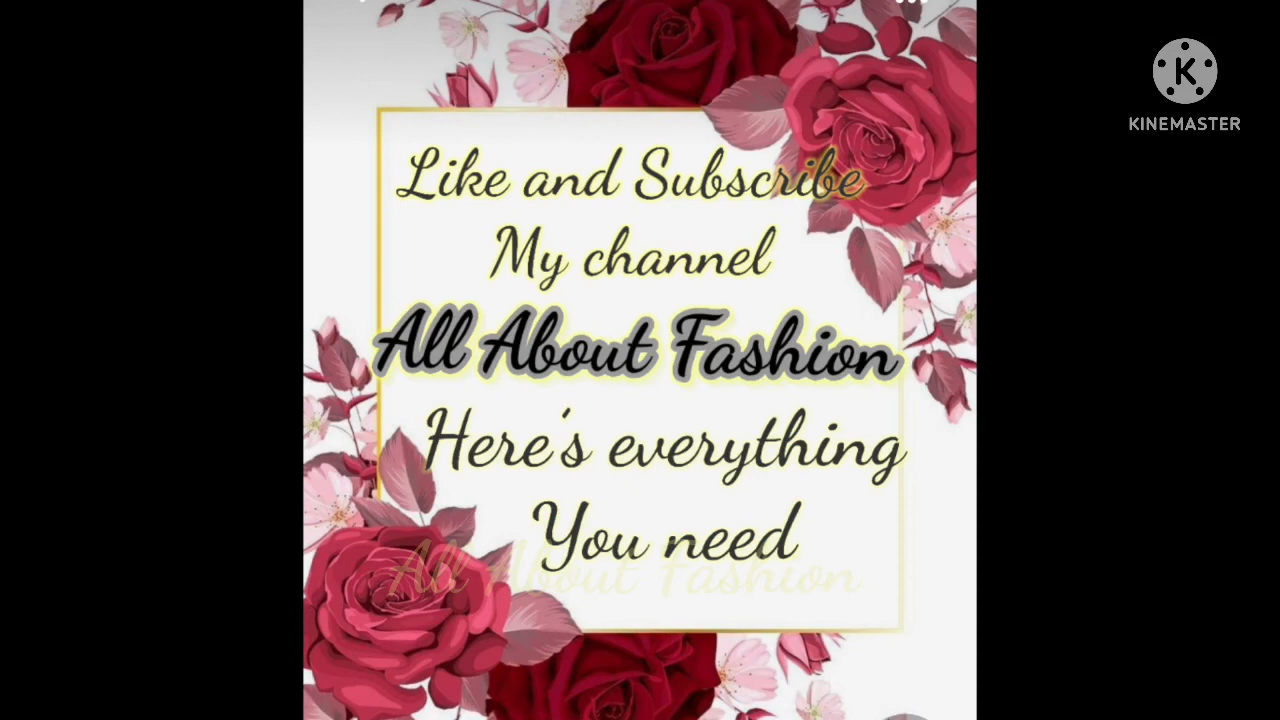 Like and Subscribe
My channel
All About Fashion
Here's everything
You need
All About Fashion
K
KINEMASTER